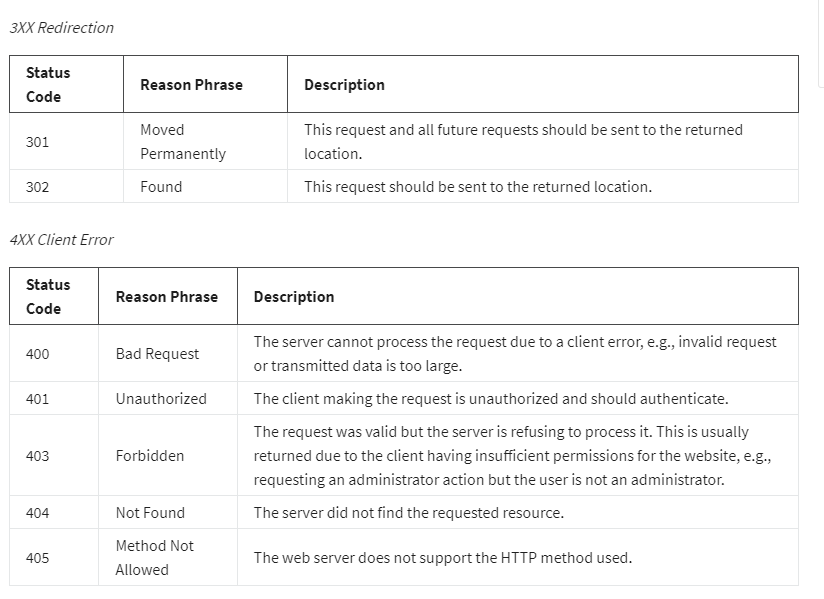 3XX Redirection
Status
Code
Reason Phrase
Description
301
Moved
Permanently
This request and all future requests should be sent to the returned
location.
302
Found
This request should be sent to the returned location.
4XX Client Error
Status
Code
Reason Phrase
Description
400
Bad Request
The server cannot process the request due to a client error, e.g., invalid request
or transmitted data is too large.
401
Unauthorized
The client making the request is unauthorized and should authenticate.
403
Forbidden
The request was valid but the server is refusing to process it. This is usually
returned due to the client having insufficient permissions for the website, e.g.,
requesting an administrator action but the user is not an administrator.
404
Not Found
The server did not find the requested resource.
405
Method Not
Allowed
The web server does not support the HTTP method used.